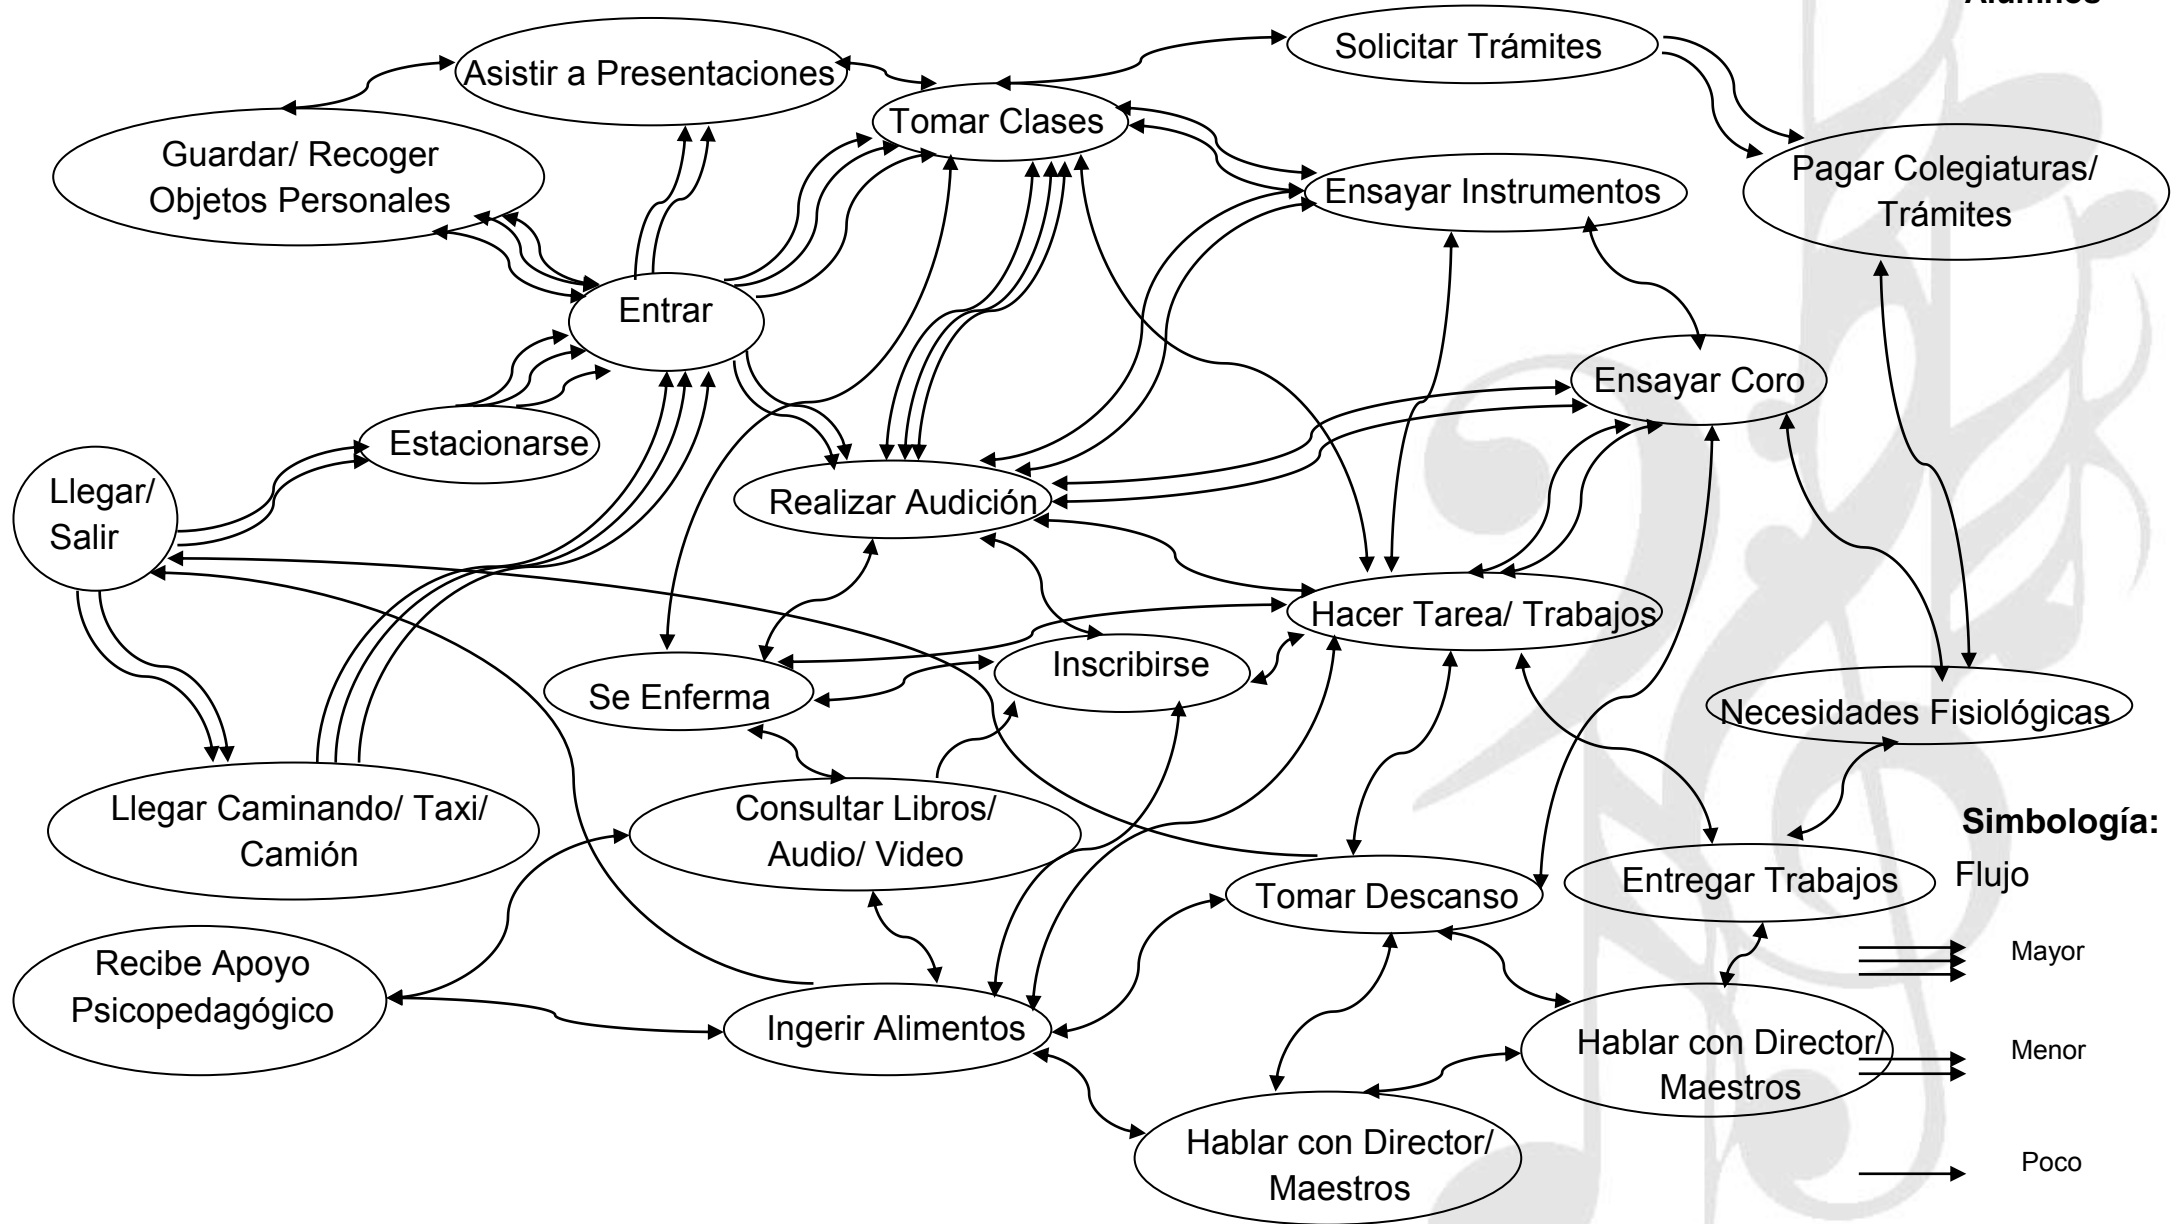 Alumnos
Solicitar Trámites
Asistir a Presentaciones
Tomar Clases
Guardar/ Recoger
Objetos Personales
Pagar Colegiaturas/
Trámites
Ensayar Instrumentos
Entrar
Ensayar Coro
Estacionarse
Llegar/
Salir
Realizar Audición
Hacer Tarea/ Trabajos
Inscribirse
Se Enferma
Necesidades Fisiológicas
Llegar Caminando/ Taxi/
Camión
Consultar Libros/
Audio/ Video
Simbología:
Flujo
Tomar Descanso
Entregar Trabajos
Mayor
Recibe Apoyo
Psicopedagógico
Ingerir Alimentos
Hablar con Director/
Maestros
Menor
Hablar con Director/
Maestros
Poco